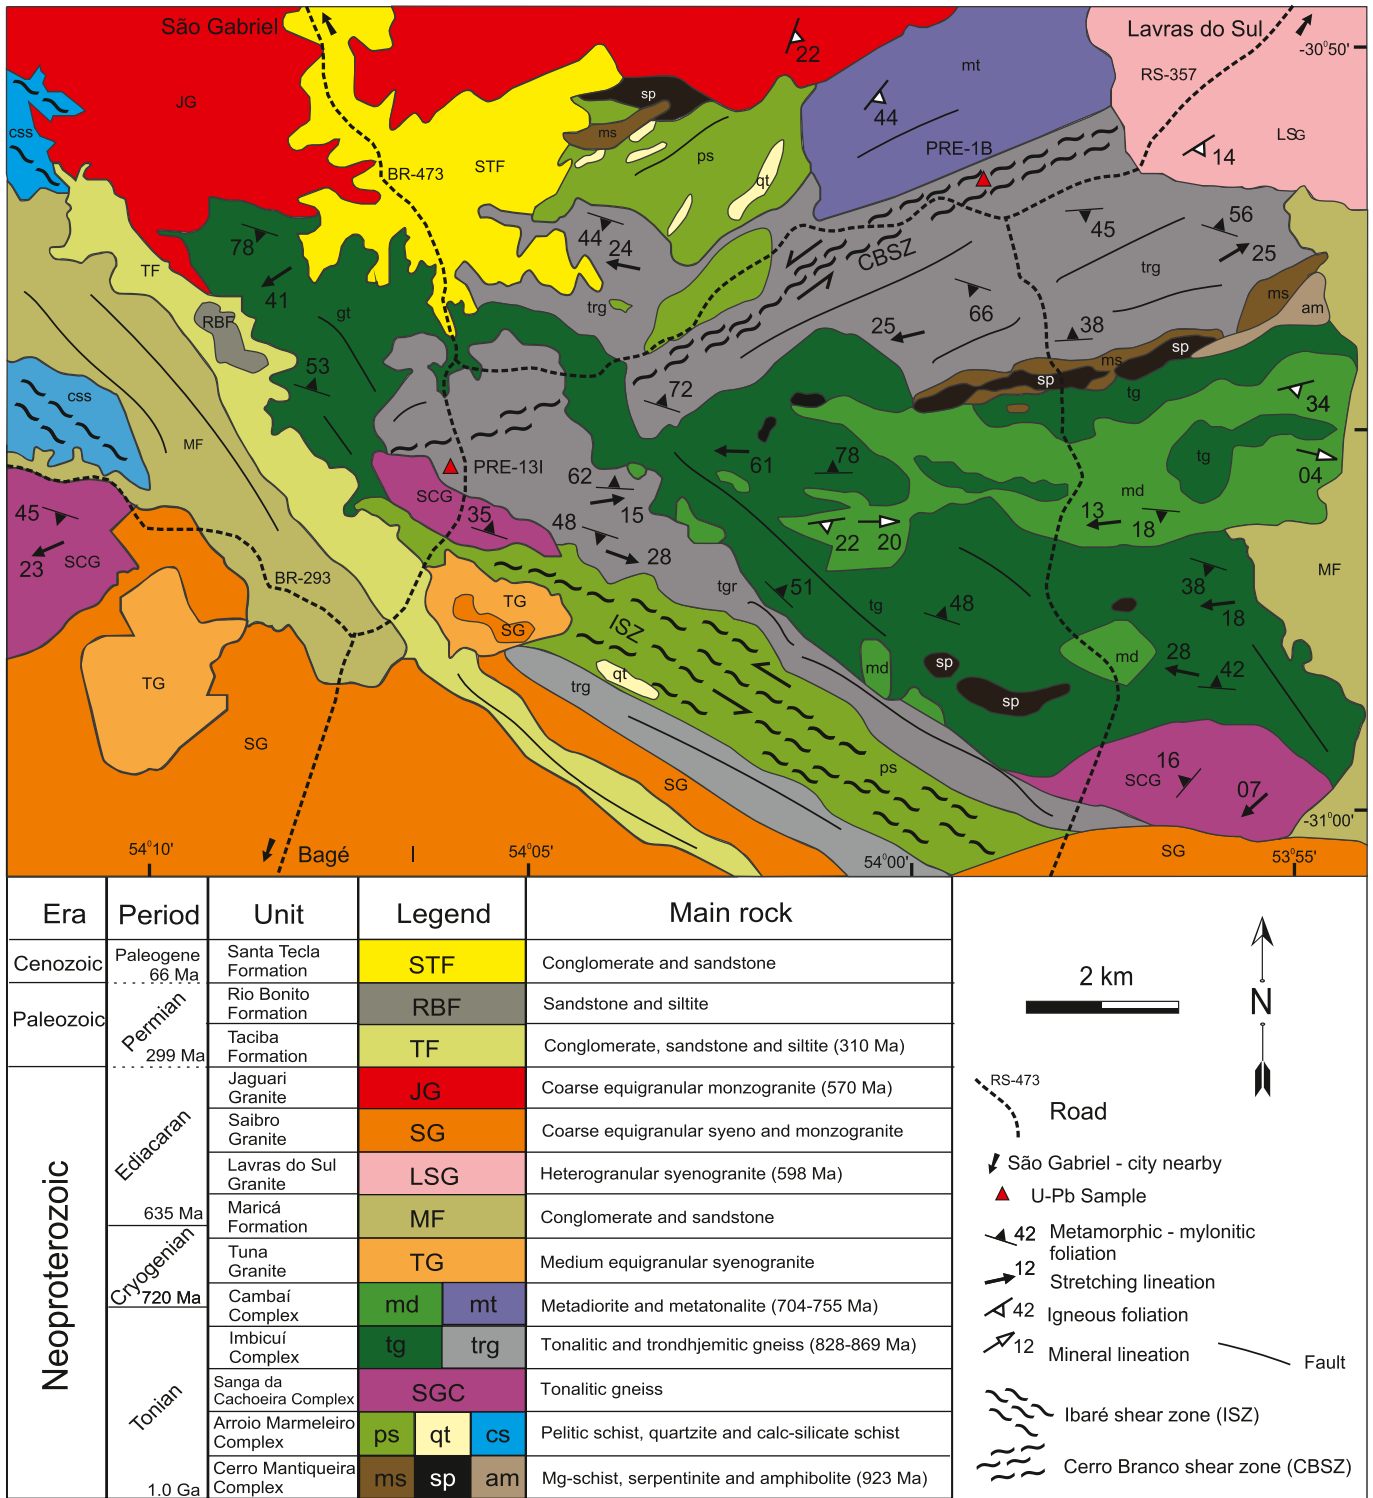 São Gabriel
Lavras do Sul
-30°50'
22
mt
RS-357
JG
sp
44
css
ms
PRE-1B
LSG
14
BR-473
STF
ps
qt
78
44
24
45
56
25
CBSZ
TF
41
trg
trg
ms
am
RBF
gt
66
25
38
sp
ms
53
sp
tg
css
72
34
MF
61
78
tg
04
PRE-13I
62
SCG
md
45
35
15
13
18
48
22
20
SCG
23
28
MF
BR-293
tgr
51
38
TG
tg
48
18
SG
ISZ
28
md
md
sp
42
TG
trg
qt
sp
SG
16
ps
SCG
07
SG
-31°00'
Bagé
54°10'
54°05'
54°00'
SG
53°55'
Era
Period
Unit
Legend
Main rock
Cenozoic
Paleogene
66 Ma
Santa Tecla
Formation
STF
Conglomerate and sandstone
Paleozoic
Permian
299 Ma
Rio Bonito
Formation
RBF
Sandstone and siltite
Taciba
Formation
TF
Conglomerate, sandstone and siltite (310 Ma)
Neoproterozoic
Ediacaran
635 Ma
Jaguari
Granite
JG
Coarse equigranular monzogranite (570 Ma)
Saibro
Granite
SG
Coarse equigranular syeno and monzogranite
Lavras do Sul
Granite
LSG
Heterogranular syenogranite (598 Ma)
Maricá
Formation
MF
Conglomerate and sandstone
Cryogenian
720 Ma
Tuna
Granite
TG
Medium equigranular syenogranite
Cambaí
Complex
md
mt
Metadiorite and metatonalite (704-755 Ma)
Tonian
1.0 Ga
Imbicuí
Complex
tg
trg
Tonalitic and trondhjemitic gneiss (828-869 Ma)
Sanga da
Cachoeira Complex
SGC
Tonalitic gneiss
Arroio Marmeleiro
Complex
ps
qt
cs
Pelitic schist, quartzite and calc-silicate schist
Cerro Mantiqueira
Complex
ms
sp
am
Mg-schist, serpentinite and amphibolite (923 Ma)
2 km
N
RS-473
Road
São Gabriel - city nearby
U-Pb Sample
42 Metamorphic - mylonitic
foliation
12
Stretching lineation
42 Igneous foliation
12 Mineral lineation
Fault
Ibaré shear zone (ISZ)
Cerro Branco shear zone (CBSZ)